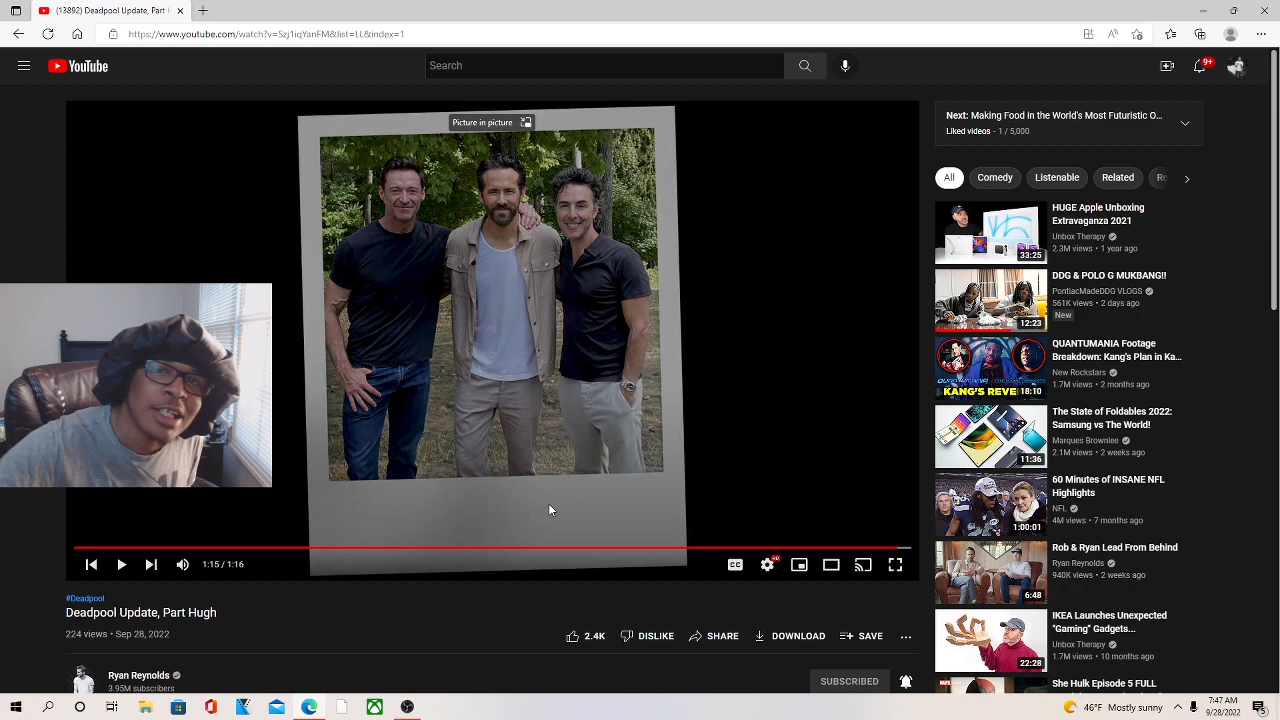 (13892) Deadpool Update, Part H
https://www.youtube.com/watch?v=Szj1iqYanFM&list=LL&index=1
YouTube
Search
9+
Picture in picture
1:15 / 1:16
CC
HD
#Deadpool
Deadpool Update, Part Hugh
224 views • Sep 28, 2022
2.4K
DISLIKE
SHARE
DOWNLOAD
SAVE
Ryan Reynolds
3.95M subscribers
SUBSCRIBED
Next: Making Food in the World's Most Futuristic O...
Liked videos - 1 / 5,000
All
Comedy
Listenable
Related
Re
HUGE Apple Unboxing
Extravaganza 2021
Unbox Therapy
2.3M views • 1 year ago
33:25
DDG & POLO G MUKBANG!!
PontiacMadeDDG VLOGS
561K views • 2 days ago
New
12:23
QUANTUMANIA Footage
Breakdown: Kang's Plan in Ka...
New Rockstars
1.7M views • 2 months ago
KANG'S REVE
18:10
The State of Foldables 2022:
Samsung vs The World!
Marques Brownlee
2.1M views • 2 weeks ago
11:36
60 Minutes of INSANE NFL
Highlights
NFL
4M views • 7 months ago
1:00:01
Rob & Ryan Lead From Behind
Ryan Reynolds
940K views • 2 weeks ago
6:48
IKEA Launches Unexpected
"Gaming" Gadgets...
Unbox Therapy
1.7M views • 10 months ago
22:28
She Hulk Episode 5 FULL
46°F Mostly sunny
7:47 AM
9/28/2022
5